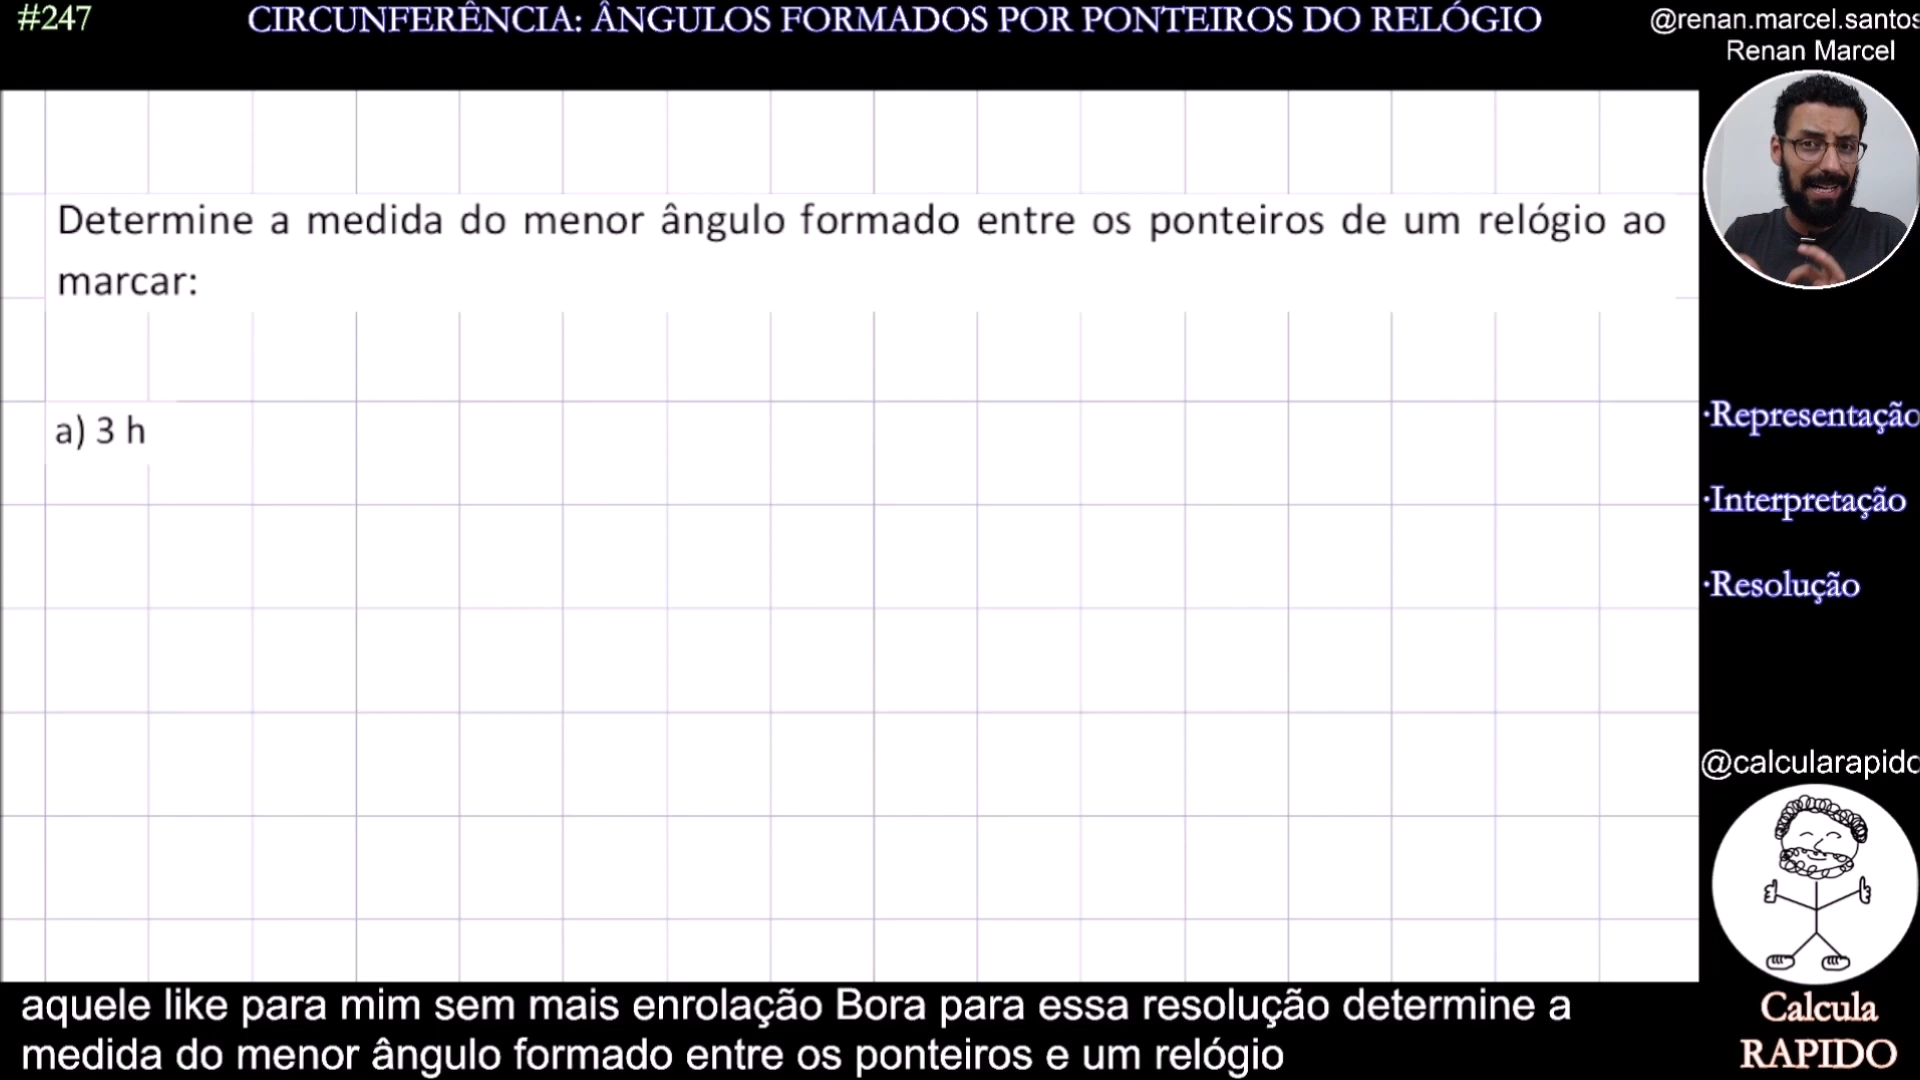 #247
CIRCUNFERÊNCIA: ÂNGULOS FORMADOS POR PONTEIROS DO RELÓGIO
@renan.marcel.santos
Renan Marcel
Determine a medida do menor ângulo formado entre os ponteiros de um relógio ao
marcar:
a) 3 h
·Representação
·Interpretação
·Resolução
@calcularapido
Calcula
RAPIDO
aquele like para mim sem mais enrolação Bora para essa resolução determine a
medida do menor ângulo formado entre os ponteiros e um relógio